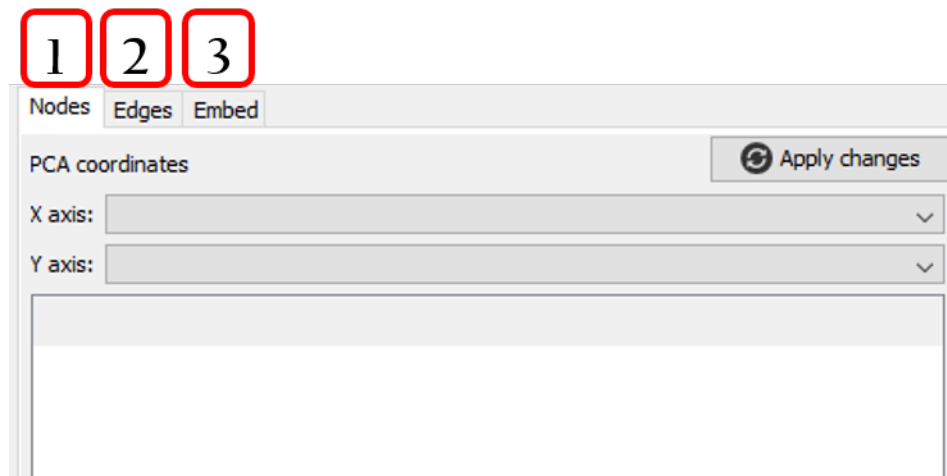 1 2 3
Nodes Edges Embed
PCA coordinates Apply changes
X axis:
Y axis: